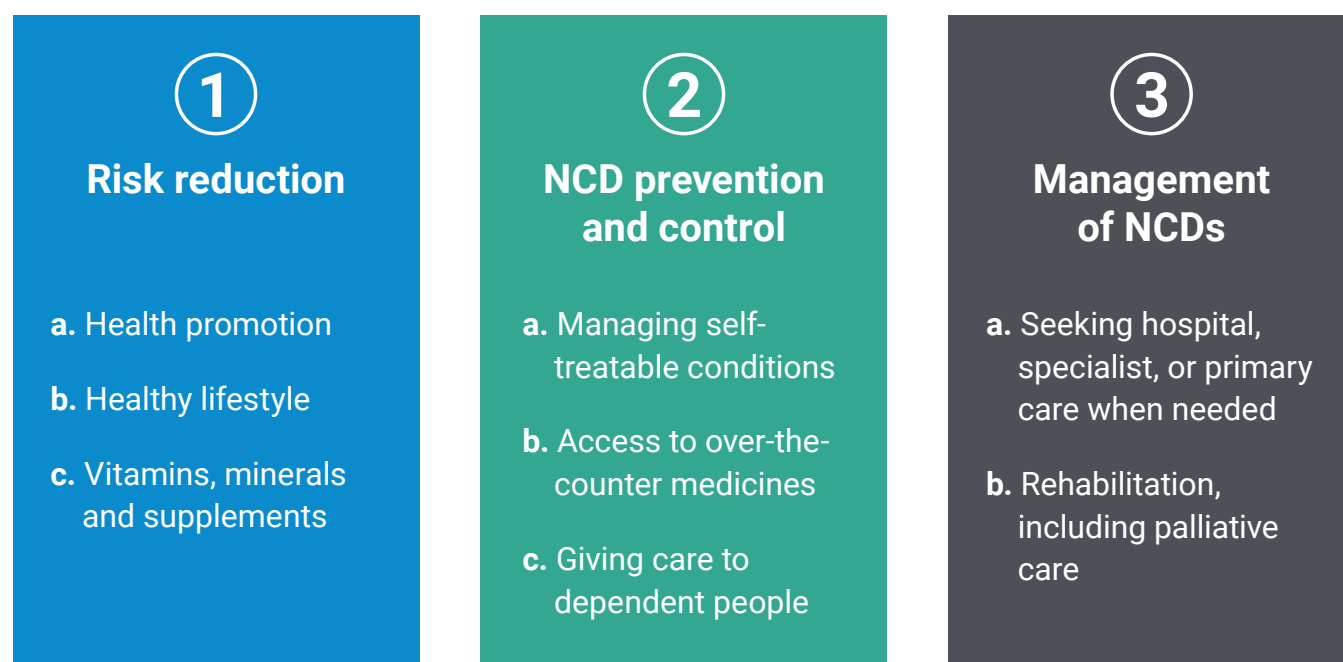 1
Risk reduction
a. Health promotion
b. Healthy lifestyle
c. Vitamins, minerals
and supplements
2
NCD prevention
and control
a. Managing self-
treatable conditions
b. Access to over-the-
counter medicines
c. Giving care to
dependent people
3
Management
of NCDs
a. Seeking hospital,
specialist, or primary
care when needed
b. Rehabilitation,
including palliative
care